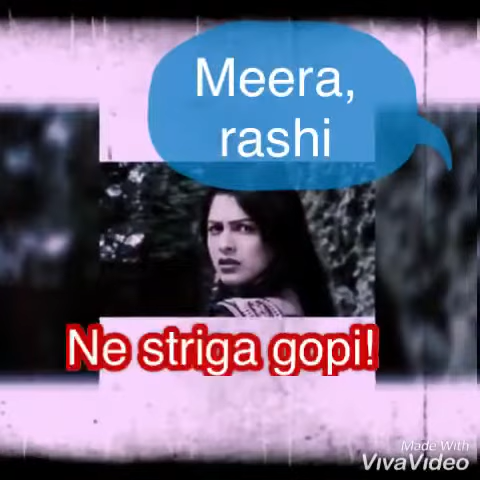 Meera,
rashi
Ne striga gopi!
Made With
VivaVideo